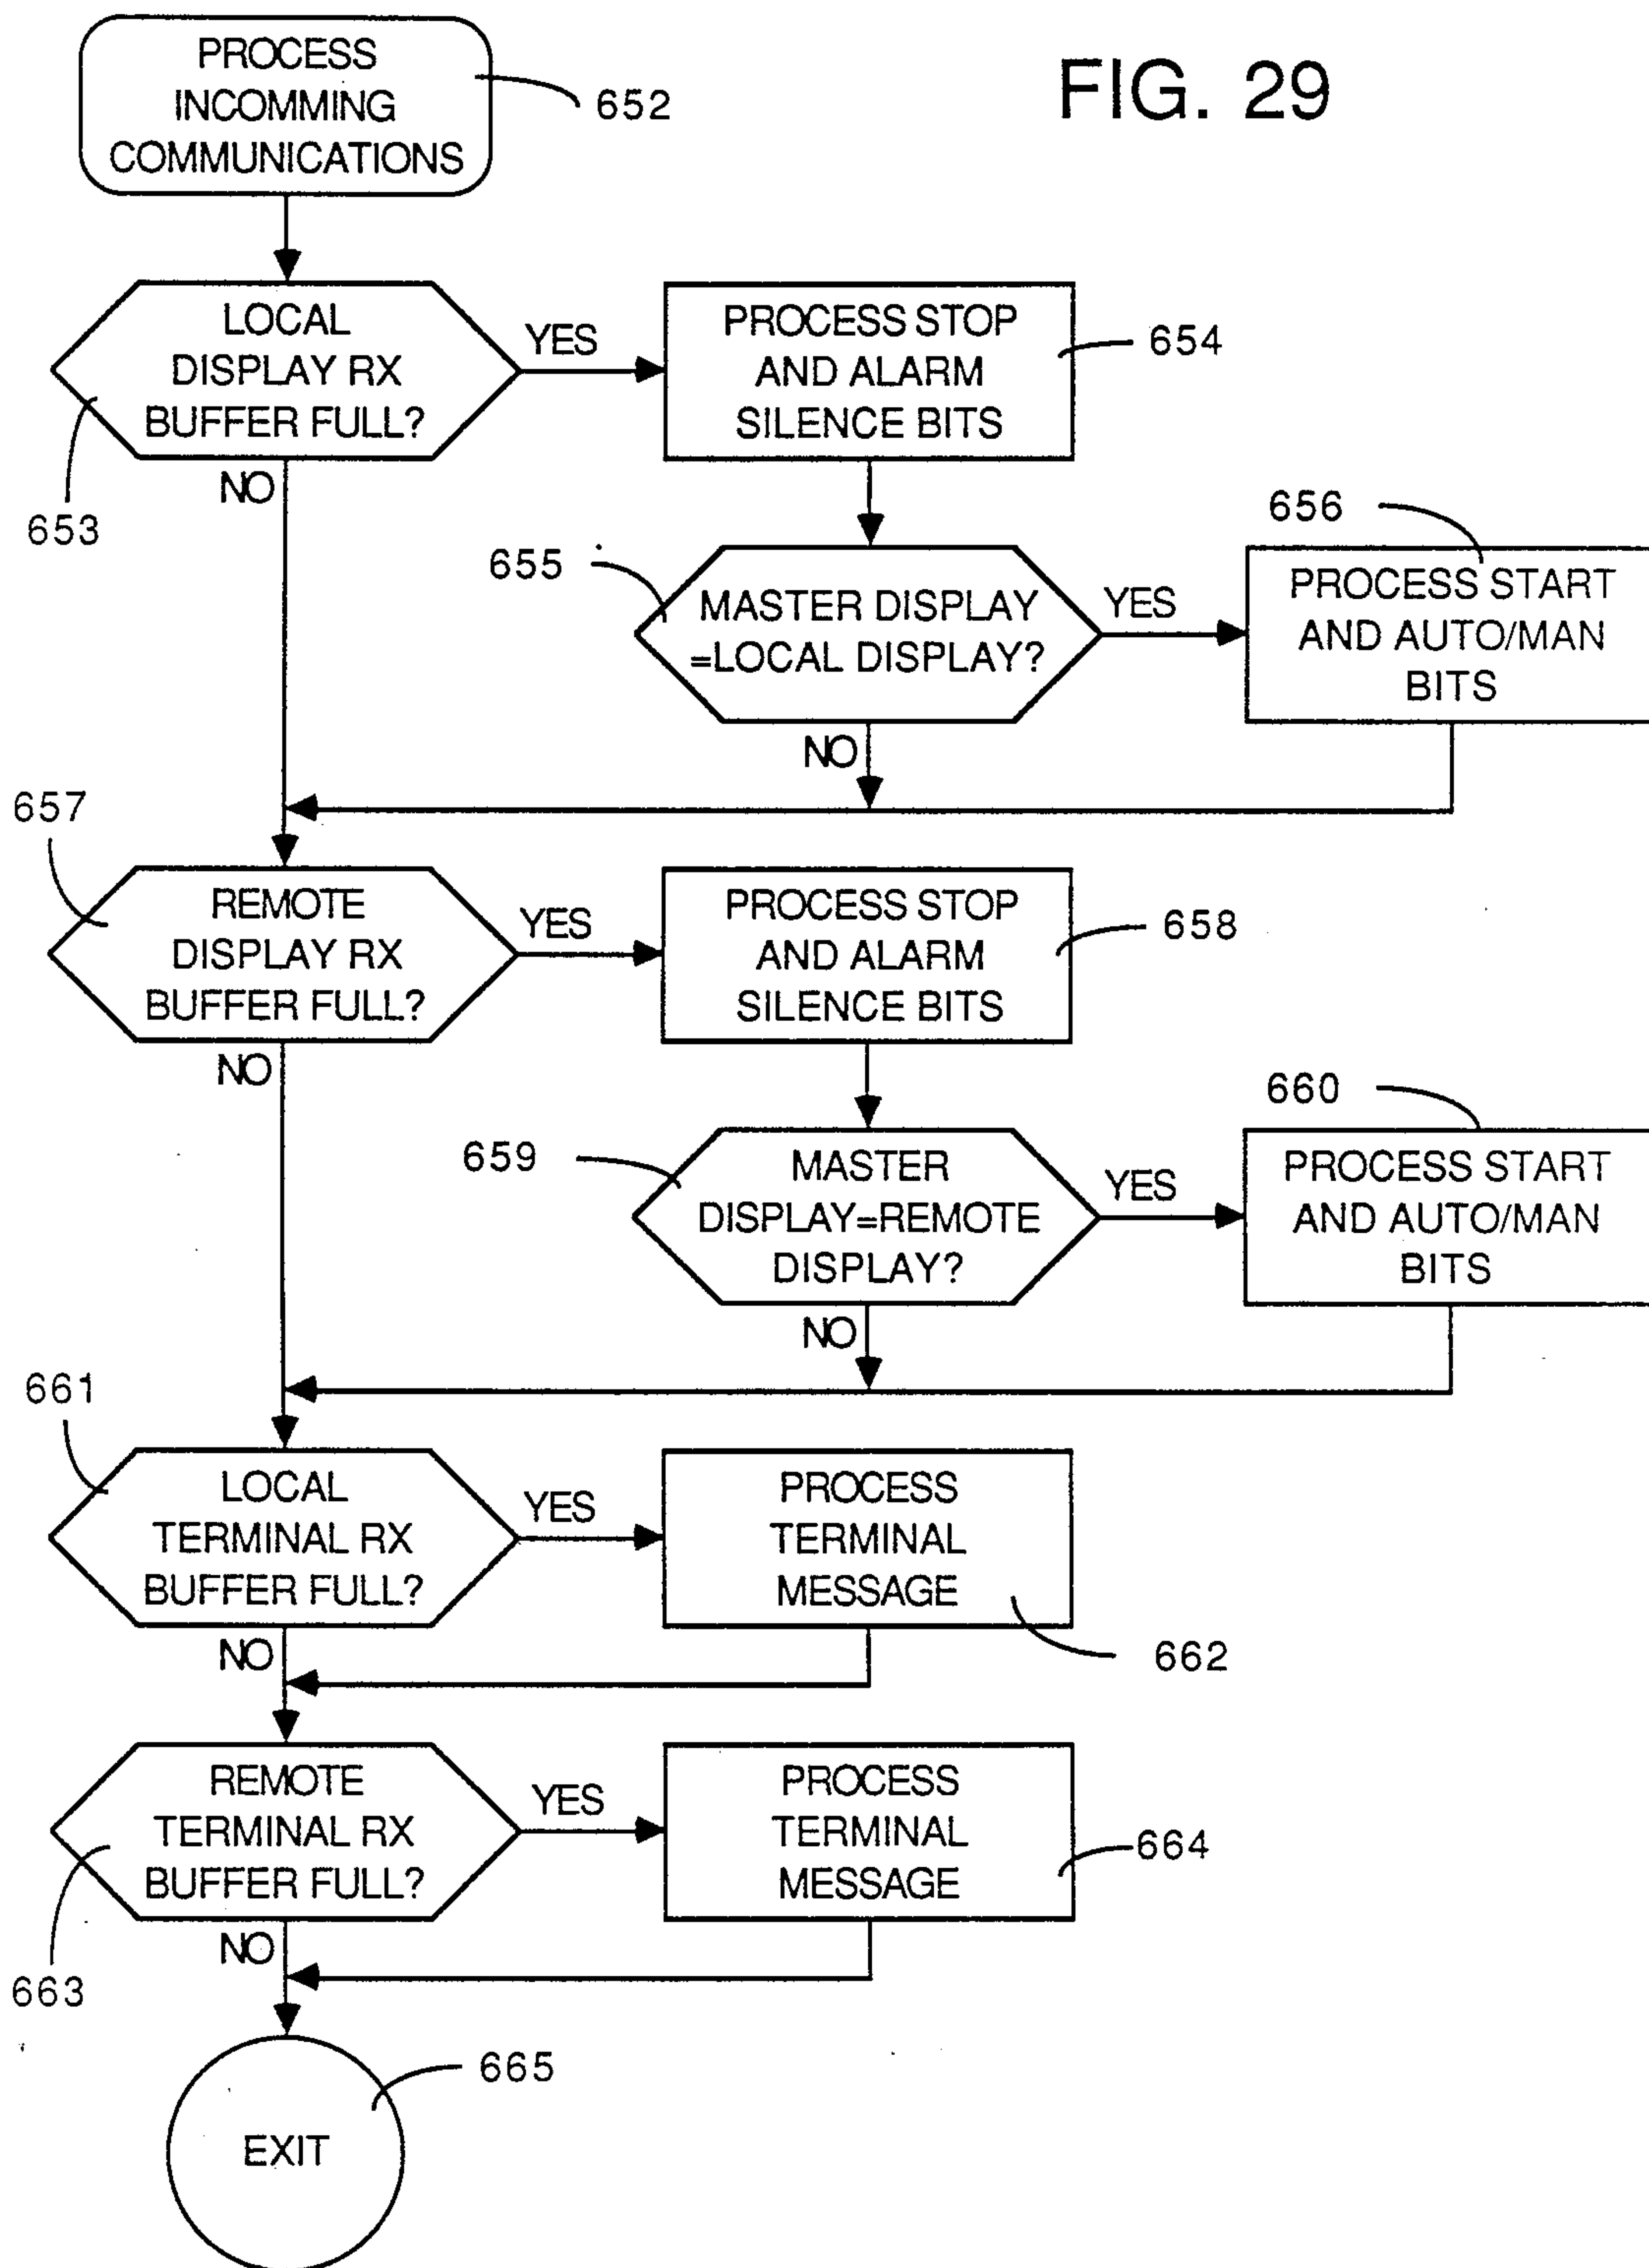 FIG. 29
PROCESS
INCOMMING
COMMUNICATIONS
652
LOCAL
DISPLAY RX
BUFFER FULL?
653
YES
NO
PROCESS STOP
AND ALARM
SILENCE BITS
654
655
MASTER DISPLAY
=LOCAL DISPLAY?
YES
NO
656
PROCESS START
AND AUTO/MAN
BITS
657
REMOTE
DISPLAY RX
BUFFER FULL?
YES
NO
PROCESS STOP
AND ALARM
SILENCE BITS
658
659
MASTER
DISPLAY=REMOTE
DISPLAY?
YES
NO
660
PROCESS START
AND AUTO/MAN
BITS
661
LOCAL
TERMINAL RX
BUFFER FULL?
YES
NO
PROCESS
TERMINAL
MESSAGE
662
REMOTE
TERMINAL RX
BUFFER FULL?
663
YES
NO
PROCESS
TERMINAL
MESSAGE
664
EXIT
665